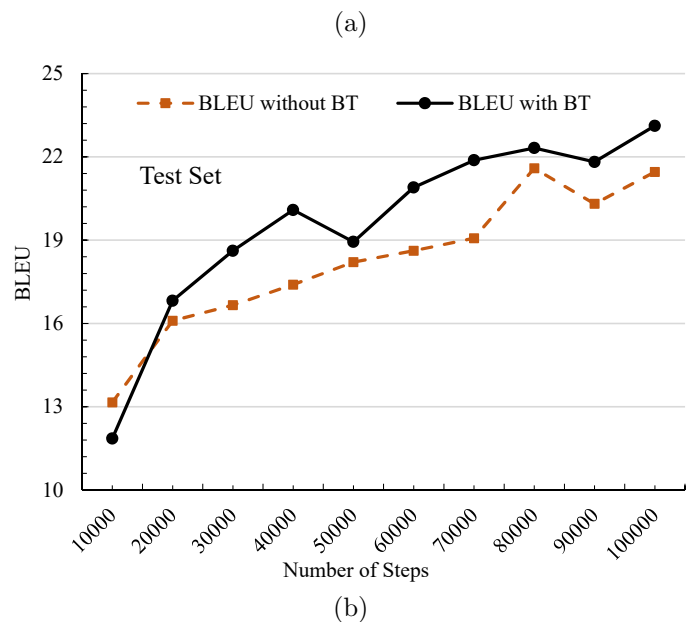 (a)
25
BLEU without BT
BLEU with BT
22
Test Set
19
BLEU
16
13
10
10000
20000
30000
40000
50000
60000
70000
80000
90000
100000
Number of Steps
(b)